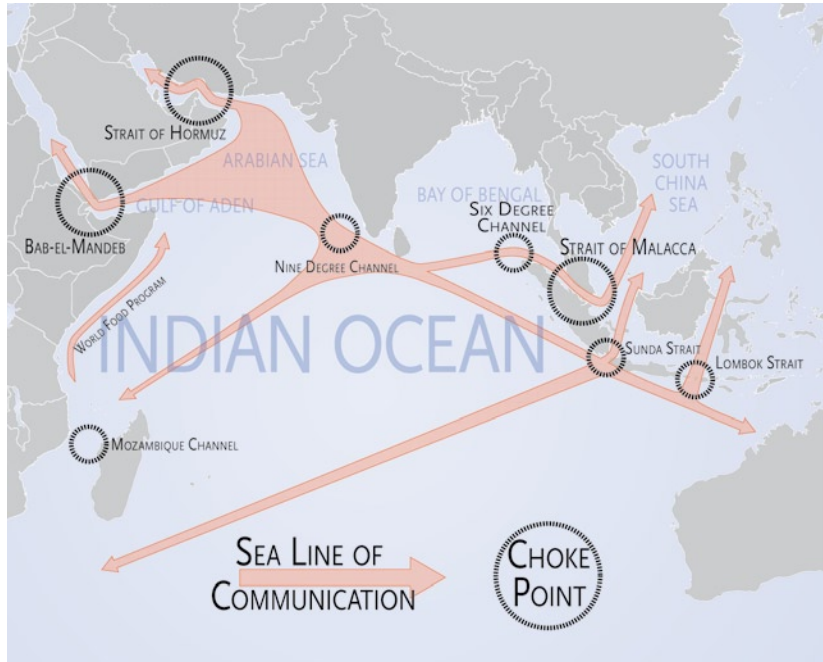 Strait of Hormuz
Arabian Sea
South
China
Sea
Bay of Bengal
Gulf of Aden
Six Degree
Channel
Bab-el-Mandeb
Strait of Malacca
Nine Degree Channel
World Food Program
Indian Ocean
Sunda Strait
Lombok Strait
Mozambique Channel
Sea Line of
Communication
Choke
Point